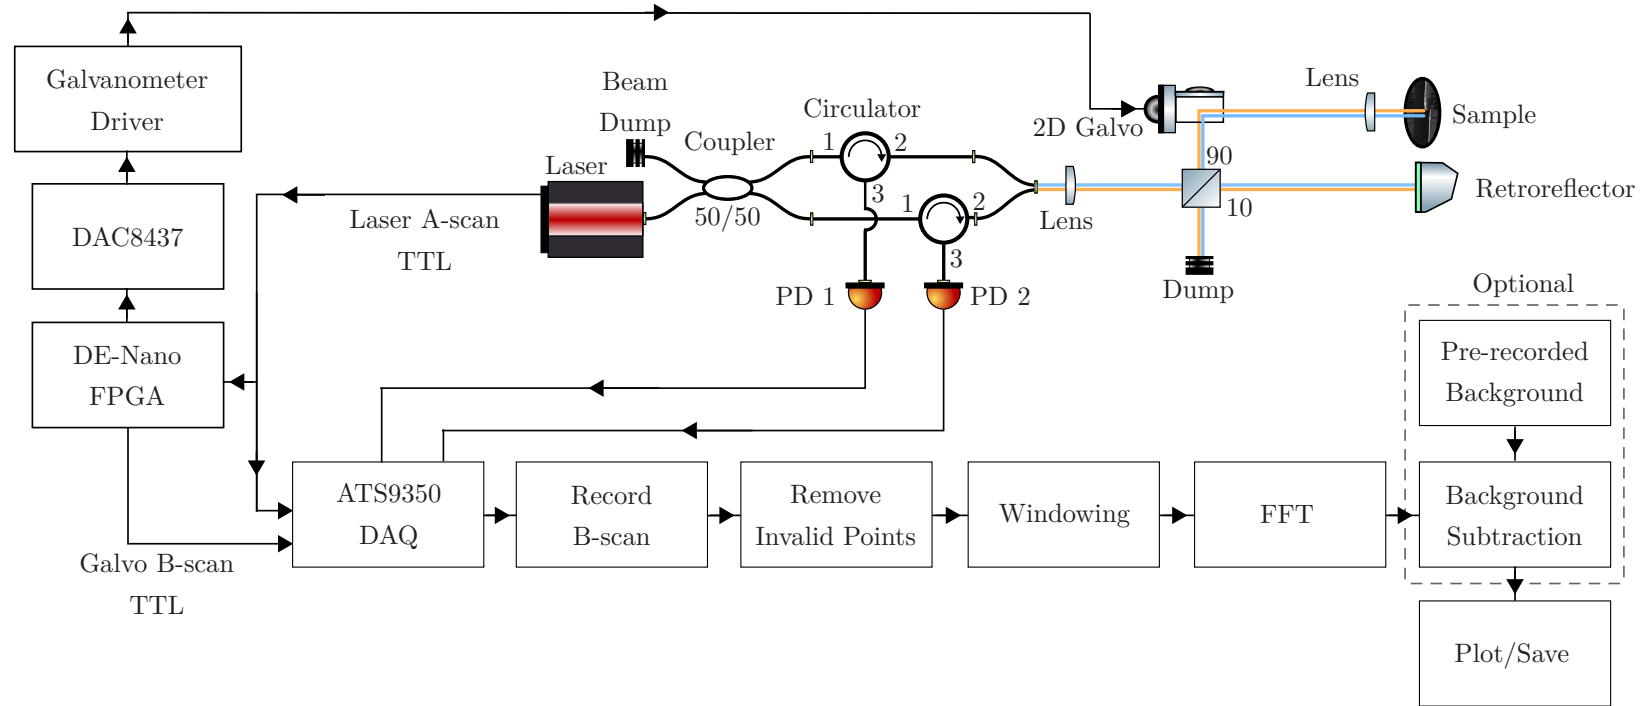 Galvanometer
Driver
DAC8437
DE-Nano
FPGA
Laser A-scan
TTL
Galvo B-scan
TTL
Beam
Dump
Laser
Coupler
50/50
Circulator
1
2
3
1
2
3
PD 1
PD 2
Lens
2D Galvo
90
10
Dump
Lens
Sample
Retroreflector
ATS9350
DAQ
Record
B-scan
Remove
Invalid Points
Windowing
FFT
Optional
Pre-recorded
Background
Background
Subtraction
Plot/Save